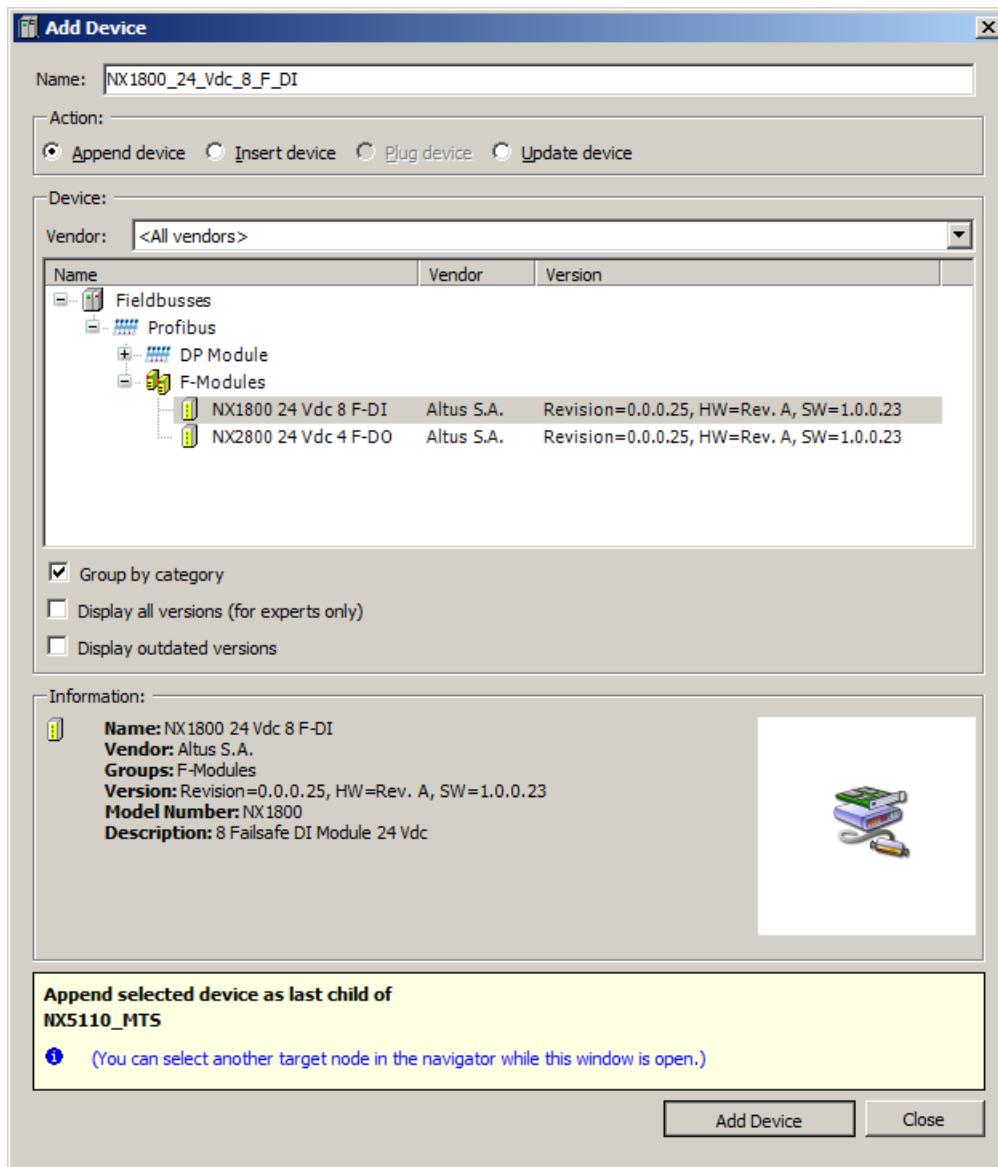 Add Device
Name: NX1800_24_Vdc_8_F_DI
Action:
Append device Insert device Plug device Update device
Device:
Vendor: <All vendors>
Name Vendor Version
Fieldbusses
Profibus
DP Module
F-Modules
NX1800 24 Vdc 8 F-DI Altus S.A. Revision=0.0.0.25, HW=Rev. A, SW=1.0.0.23
NX2800 24 Vdc 4 F-DO Altus S.A. Revision=0.0.0.25, HW=Rev. A, SW=1.0.0.23
Group by category
Display all versions (for experts only)
Display outdated versions
Information:
Name: NX1800 24 Vdc 8 F-DI
Vendor: Altus S.A.
Groups: F-Modules
Version: Revision=0.0.0.25, HW=Rev. A, SW=1.0.0.23
Model Number: NX1800
Description: 8 Failsafe DI Module 24 Vdc
Append selected device as last child of
NX5110_MTS
(You can select another target node in the navigator while this window is open.)
Add Device Close